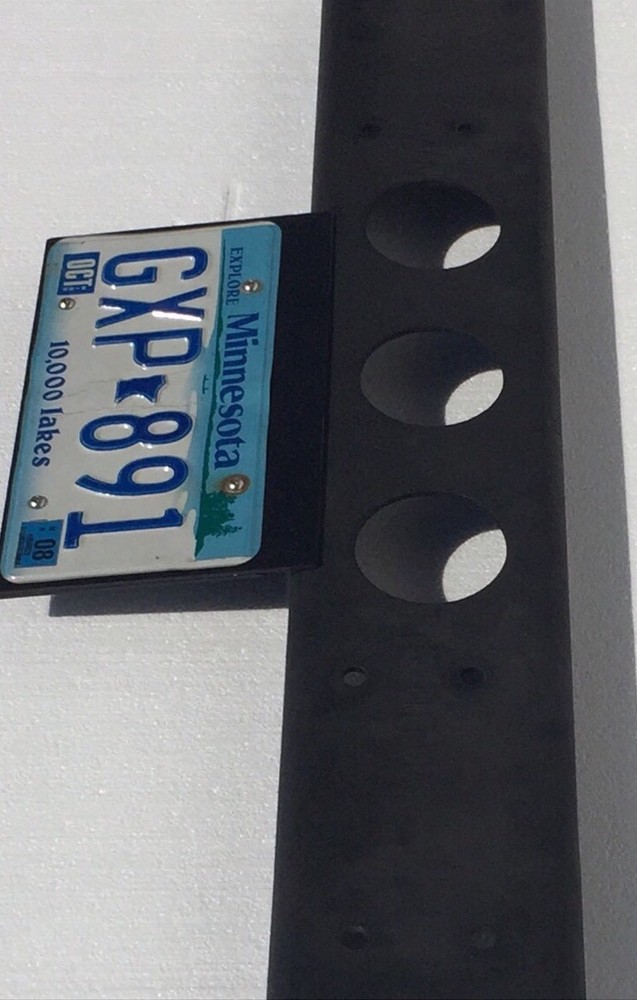 EXPLORE Minnesota
GXP 891
OCT
10,000 lakes
08